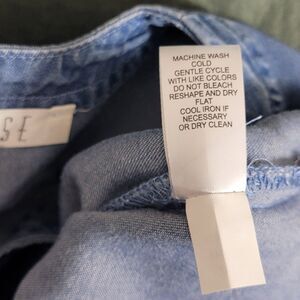 SE
MACHINE WASH
COLD
GENTLE CYCLE
WITH LIKE COLORS
DO NOT BLEACH
RESHAPE AND DRY
FLAT
COOL IRON IF
NECESSARY
OR DRY CLEAN